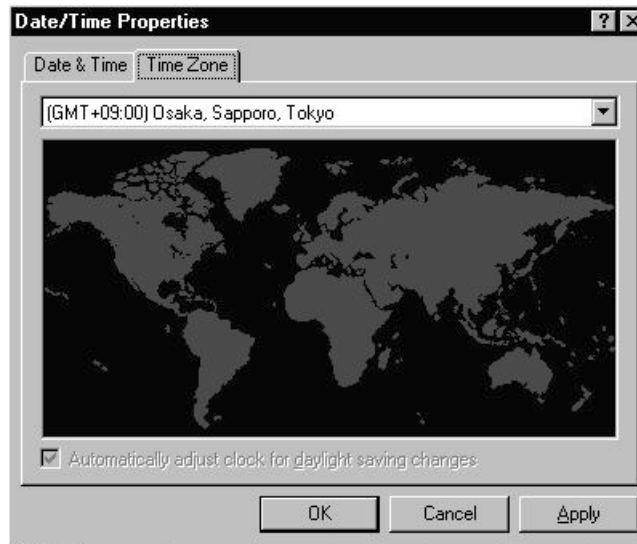 Date/Time Properties
Date & Time
Time Zone
(GMT+09:00) Osaka, Sapporo, Tokyo
Automatically adjust clock for daylight saving changes
OK
Cancel
Apply